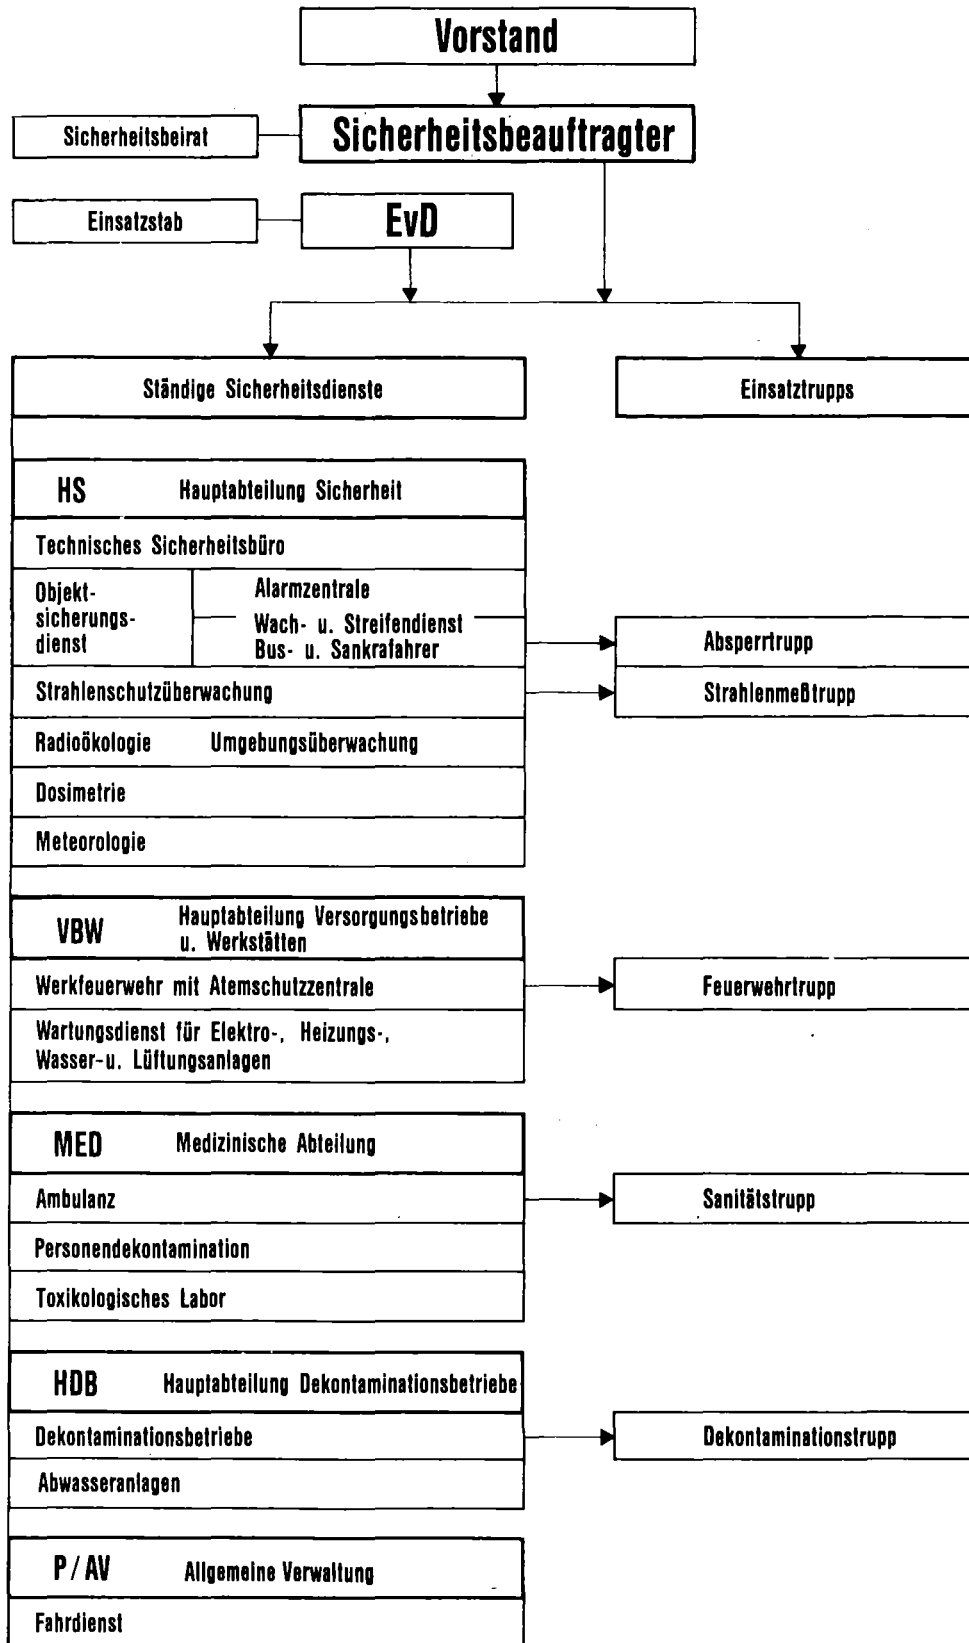 Vorstand
Sicherheitsbeirat
Sicherheitsbeauftragter
Einsatzstab
EvD
Ständige Sicherheitsdienste
Einsatztrupps
HS Hauptabteilung Sicherheit
Technisches Sicherheitsbüro
Objekt-
sicherungs-
dienst
Alarmzentrale
Wach- u. Streifendienst
Bus- u. Sankrafahrer
Absperrtrupp
Strahlenschutzüberwachung
Strahlenmeßtrupp
Radioökologie Umgebungsüberwachung
Dosimetrie
Meteorologie
VBW Hauptabteilung Versorgungsbetriebe
u. Werkstätten
Werkfeuerwehr mit Atemschutzzentrale
Feuerwehrtrupp
Wartungsdienst für Elektro-, Heizungs-,
Wasser-u. Lüftungsanlagen
MED Medizinische Abteilung
Ambulanz
Sanitätstrupp
Personendekontamination
Toxikologisches Labor
HDB Hauptabteilung Dekontaminationsbetriebe
Dekontaminationsbetriebe
Dekontaminationstrupp
Abwasseranlagen
P/AV Allgemeine Verwaltung
Fahrdienst